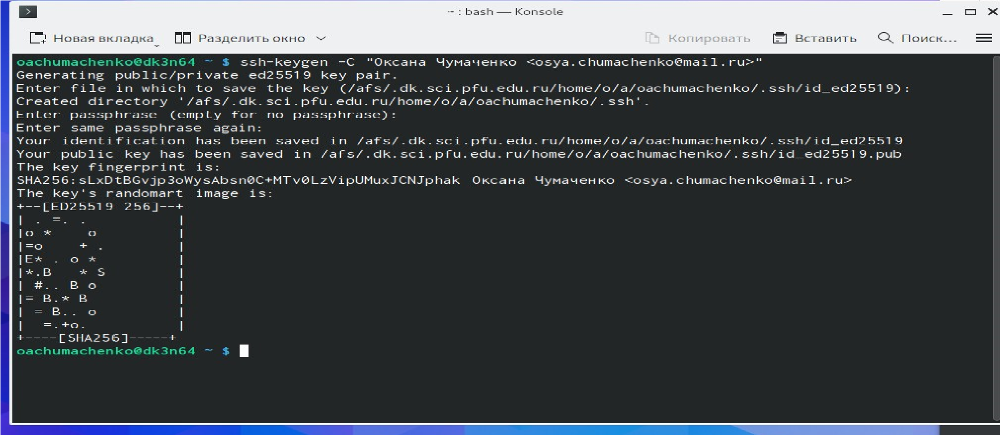 ~ : bash — Konsole
Новая вкладка Разделить окно Копировать Вставить Поиск...
oachumachenko@dk3n64 ~ $ ssh-keygen -C "Оксана Чумаченко <osya.chumachenko@mail.ru>"
Generating public/private ed25519 key pair.
Enter file in which to save the key (/afs/.dk.sci.pfu.edu.ru/home/o/a/oachumachenko/.ssh/id_ed25519):
Created directory '/afs/.dk.sci.pfu.edu.ru/home/o/a/oachumachenko/.ssh'.
Enter passphrase (empty for no passphrase):
Enter same passphrase again:
Your identification has been saved in /afs/.dk.sci.pfu.edu.ru/home/o/a/oachumachenko/.ssh/id_ed25519
Your public key has been saved in /afs/.dk.sci.pfu.edu.ru/home/o/a/oachumachenko/.ssh/id_ed25519.pub
The key fingerprint is:
SHA256:sLxDtBGvjp3oWysAbsn0C+MTv0LzVipUMuxJCNJphak Оксана Чумаченко <osya.chumachenko@mail.ru>
The key's randomart image is:
+--[ED25519 256]--+
| . =. .          |
|o *    o         |
|=o    + .        |
|E* . o *         |
|*.B   * S        |
| #.. B o         |
|= B.* B          |
| = B.. o         |
|  =.+o.          |
+----[SHA256]-----+
oachumachenko@dk3n64 ~ $